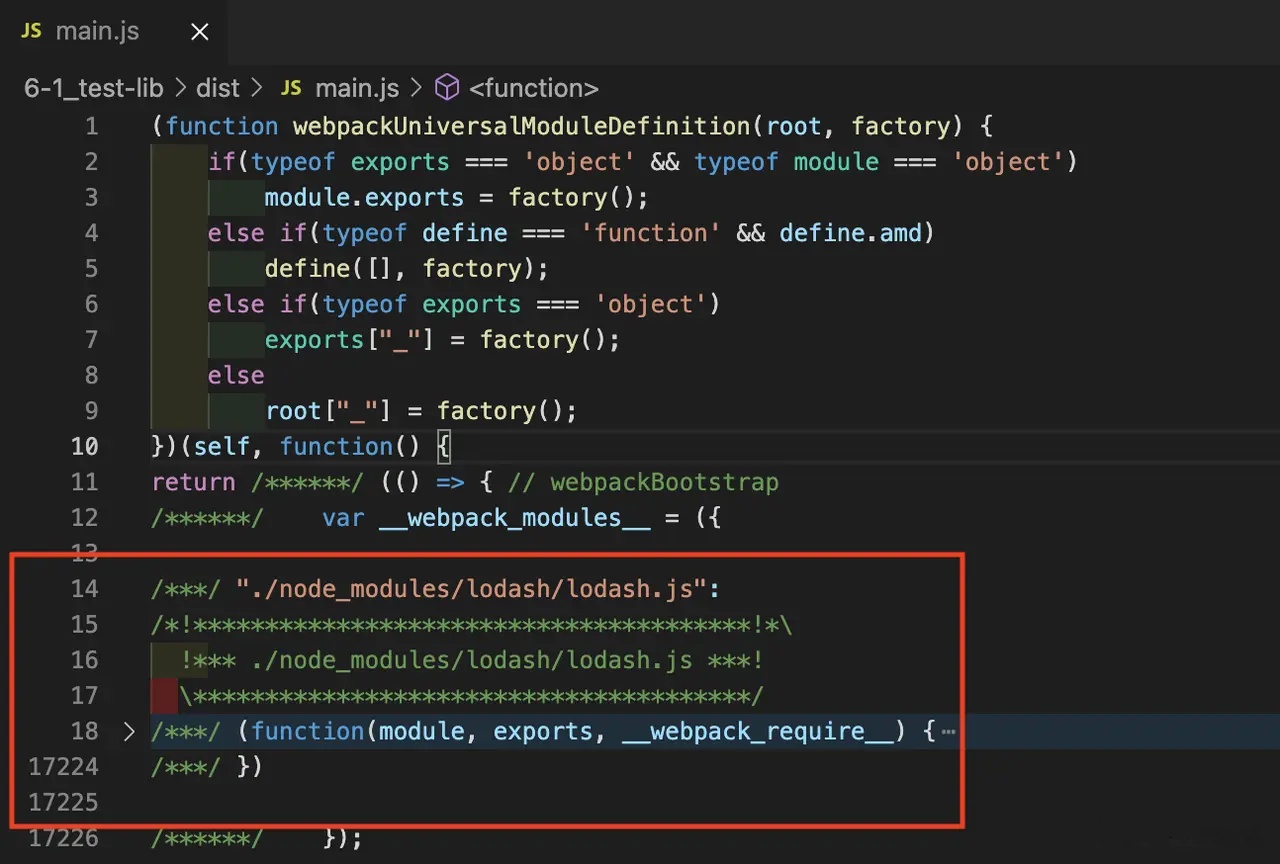 JS main.js ×
6-1_test-lib > dist > JS main.js > <function>
1 (function webpackUniversalModuleDefinition(root, factory) {
2 if(typeof exports === 'object' && typeof module === 'object')
3 module.exports = factory();
4 else if(typeof define === 'function' && define.amd)
5 define([], factory);
6 else if(typeof exports === 'object')
7 exports["_"] = factory();
8 else
9 root["_"] = factory();
10 })(self, function() {
11 return /******/ (() => { // webpackBootstrap
12 /******/ var __webpack_modules__ = ({
13
14 /***/ "./node_modules/lodash/lodash.js":
15 /*!***************************************!*\
16 !*** ./node_modules/lodash/lodash.js ***!
17 \***************************************/
18 > /***/ (function(module, exports, __webpack_require__) {…
17224 /***/ })
17225
17226 /******/ });